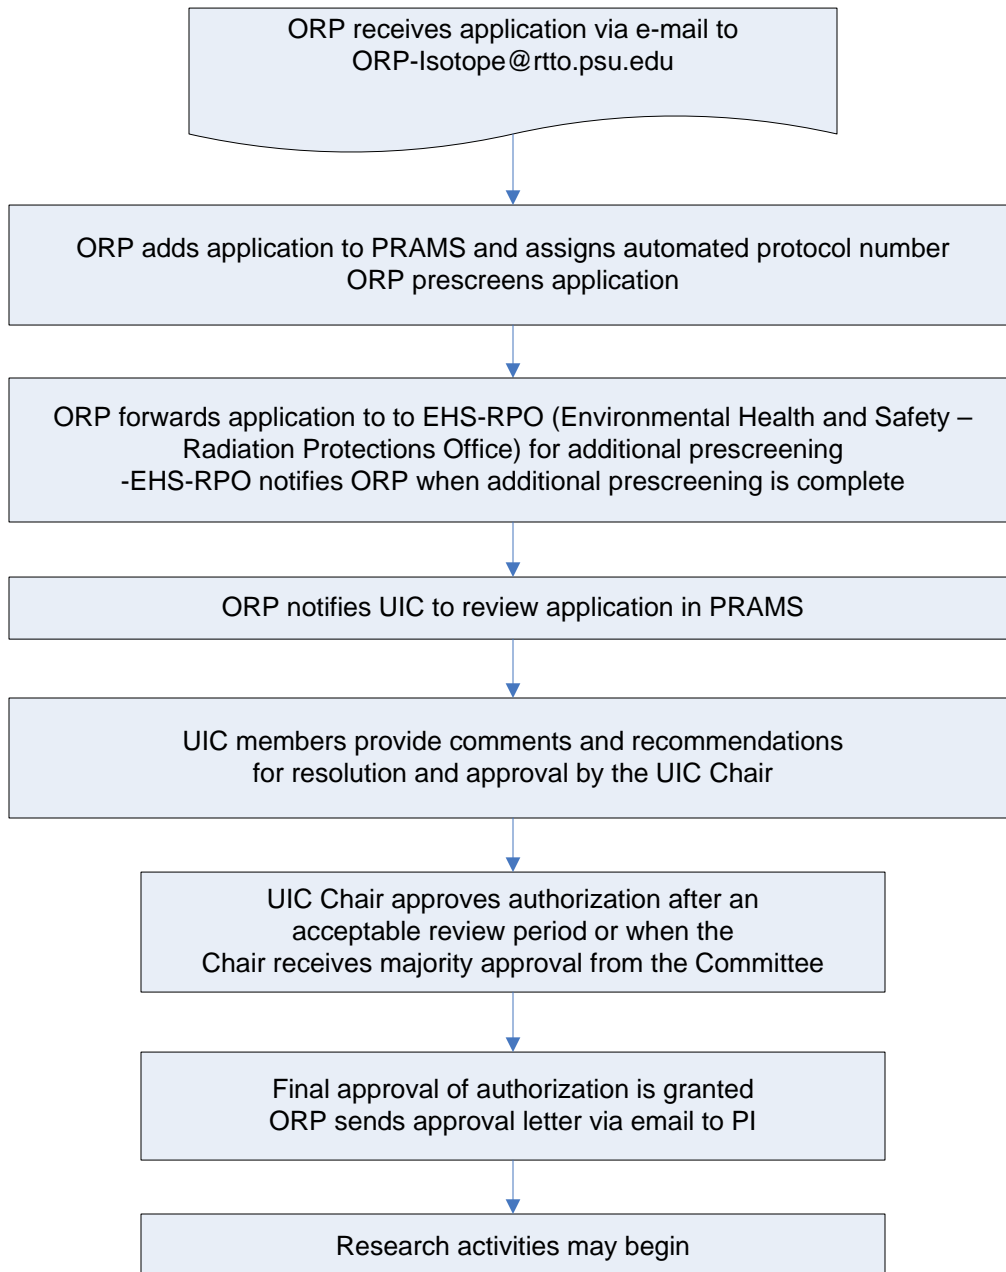 ORP receives application via e-mail to
ORP-Isotope@rtto.psu.edu
ORP adds application to PRAMS and assigns automated protocol number
ORP prescreens application
ORP forwards application to to EHS-RPO (Environmental Health and Safety –
Radiation Protections Office) for additional prescreening
-EHS-RPO notifies ORP when additional prescreening is complete
ORP notifies UIC to review application in PRAMS
UIC members provide comments and recommendations
for resolution and approval by the UIC Chair
UIC Chair approves authorization after an
acceptable review period or when the
Chair receives majority approval from the Committee
Final approval of authorization is granted
ORP sends approval letter via email to PI
Research activities may begin